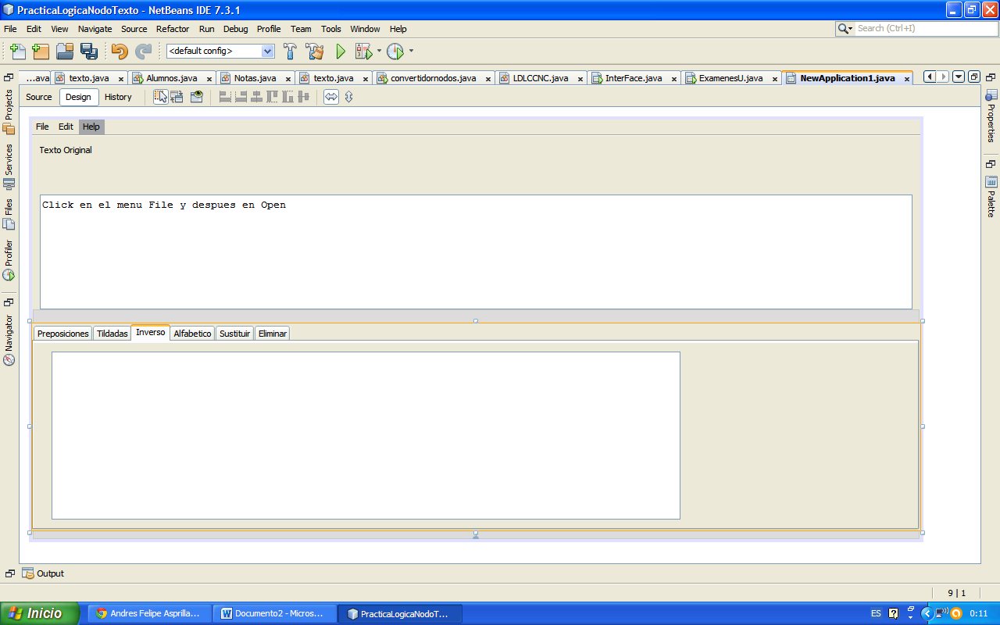 PracticaLogicaNodoTexto - NetBeans IDE 7.3.1
File Edit View Navigate Source Refactor Run Debug Profile Team Tools Window Help
Search (Ctrl+I)
<default config>
...ava texto.java Alumnos.java Notas.java texto.java convertidornodos.java LDLCCNC.java InterFace.java ExamenesU.java NewApplication1.java
Source Design History
Projects
Services
Files
Profiler
Navigator
Properties
Palette
File Edit Help
Texto Original
Click en el menu File y despues en Open
Preposiciones Tildadas Inverso Alfabetico Sustituir Eliminar
Output
9 | 1
Inicio Andres Felipe Asprilla... Documento2 - Micros... PracticaLogicaNodoT... ES 0:11